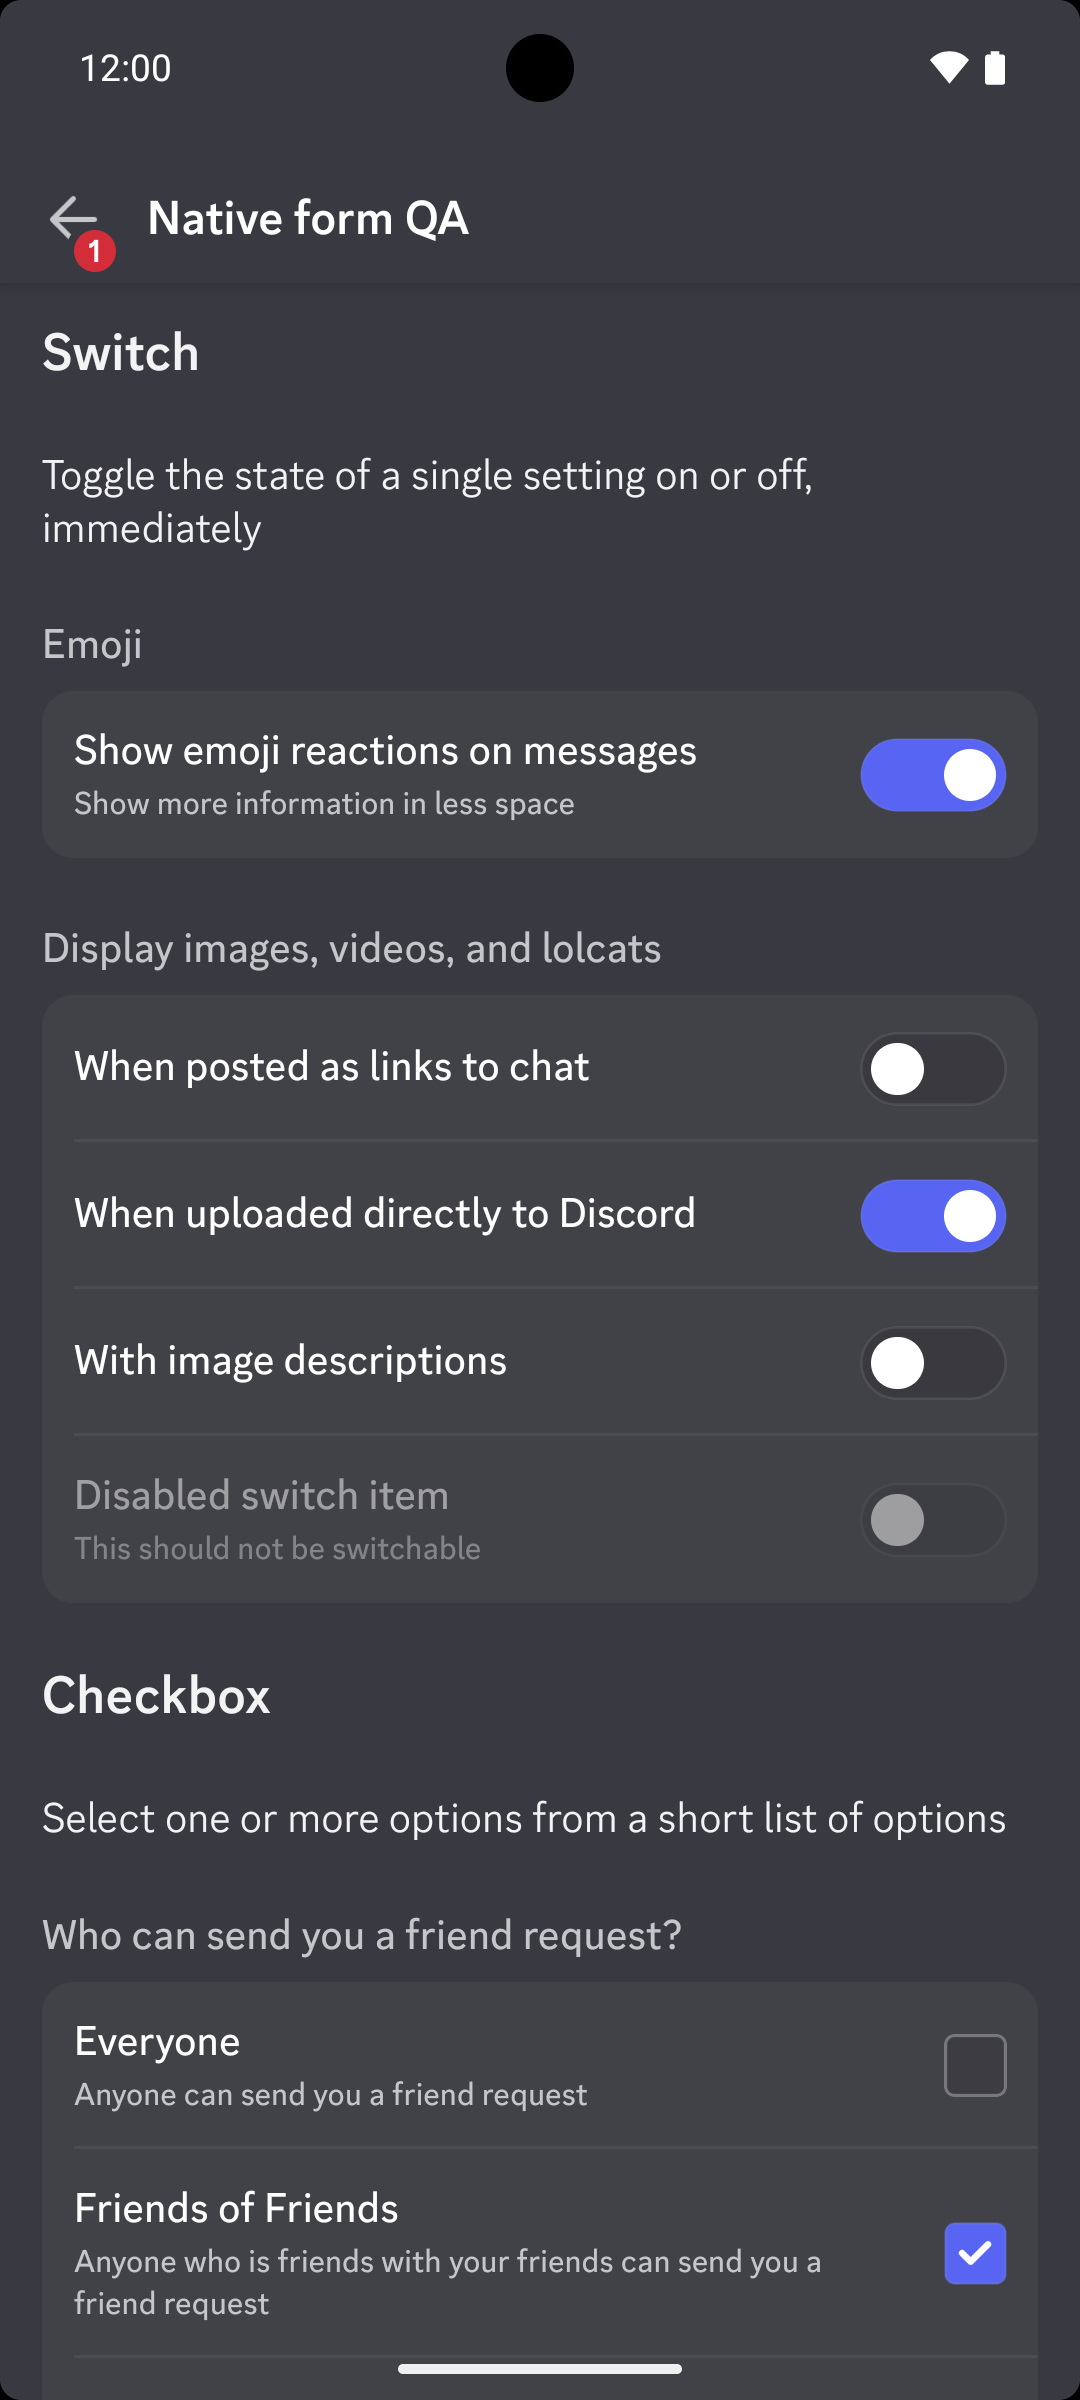 12:00
1
Native form QA
Switch
Toggle the state of a single setting on or off,
immediately
Emoji
Show emoji reactions on messages
Show more information in less space
Display images, videos, and lolcats
When posted as links to chat
When uploaded directly to Discord
With image descriptions
Disabled switch item
This should not be switchable
Checkbox
Select one or more options from a short list of options
Who can send you a friend request?
Everyone
Anyone can send you a friend request
Friends of Friends
Anyone who is friends with your friends can send you a
friend request